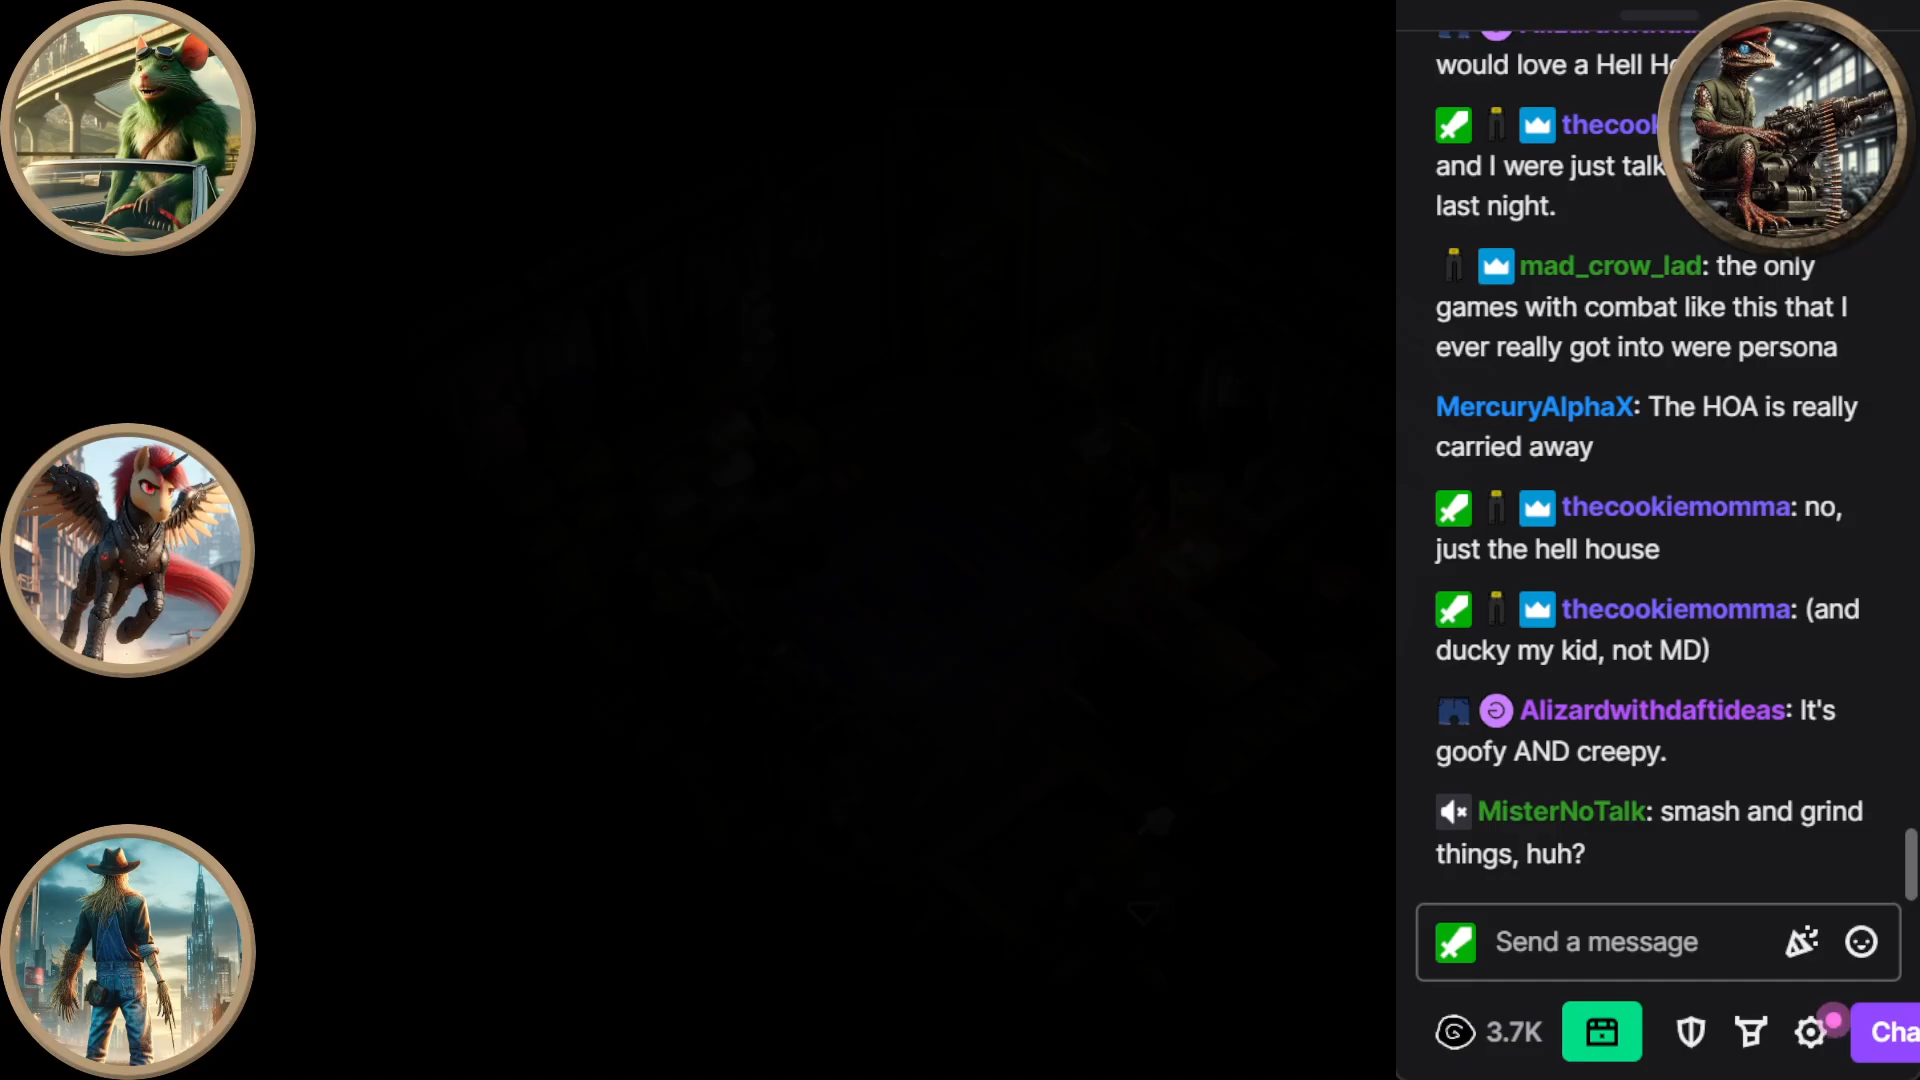 would love a Hell
and I were just talk
last night.
mad_crow_lad: the only
games with combat like this that I
ever really got into were persona
MercuryAlphaX: The HOA is really
carried away
thecookiemomma: no,
just the hell house
thecookiemomma: (and
ducky my kid, not MD)
Alizardwithdaftideas: It's
goofy AND creepy.
MisterNoTalk: smash and grind
things, huh?
Send a message
3.7K
Cha